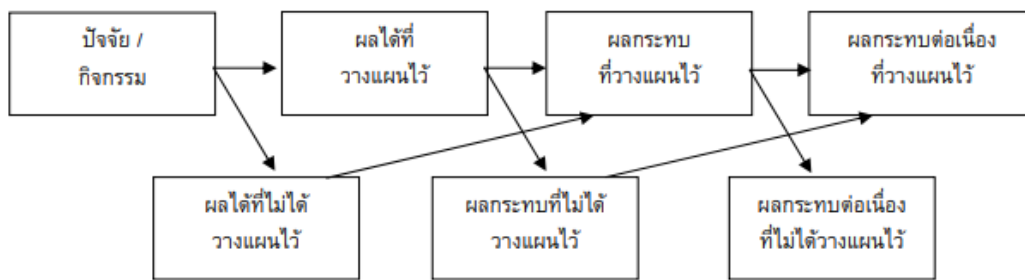 ปัจจัย /
กิจกรรม
ผลได้ที่
วางแผนไว้
ผลกระทบ
ที่วางแผนไว้
ผลกระทบต่อเนื่อง
ที่วางแผนไว้
ผลได้ที่ไม่ได้
วางแผนไว้
ผลกระทบที่ไม่ได้
วางแผนไว้
ผลกระทบต่อเนื่อง
ที่ไม่ได้วางแผนไว้